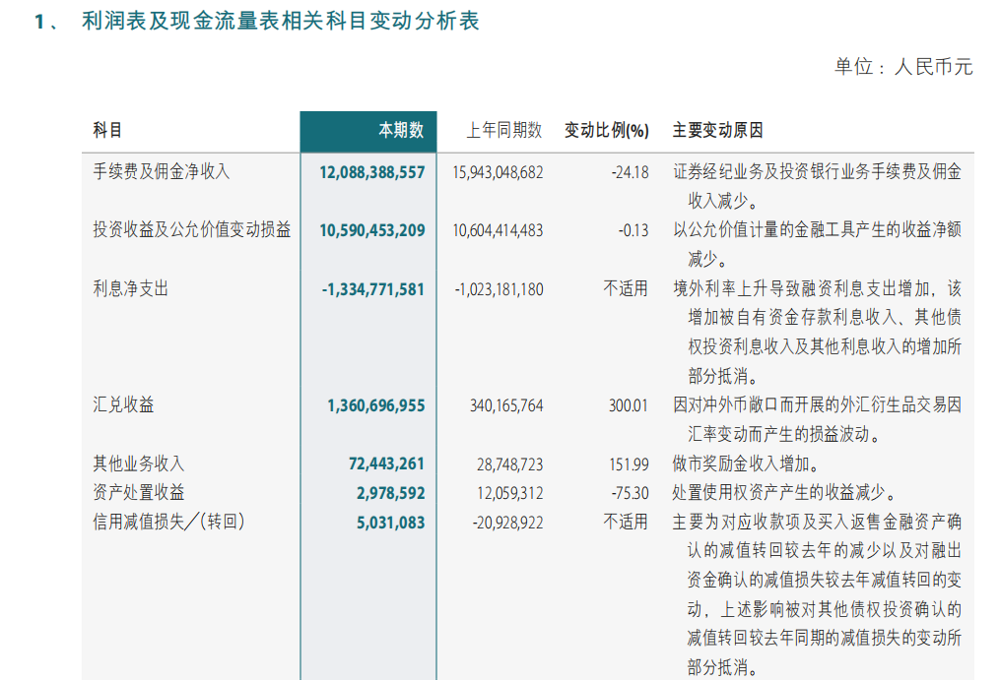 1、 利润表及现金流量表相关科目变动分析表
单位：人民币元
科目 本期数 上年同期数 变动比例(%) 主要变动原因
手续费及佣金净收入 12,088,388,557 15,943,048,682 -24.18 证券经纪业务及投资银行业务手续费及佣金
收入减少。
投资收益及公允价值变动损益 10,590,453,209 10,604,414,483 -0.13 以公允价值计量的金融工具产生的收益净额
减少。
利息净支出 -1,334,771,581 -1,023,181,180 不适用 境外利率上升导致融资利息支出增加，该
增加被自有资金存款利息收入、其他债
权投资利息收入及其他利息收入的增加所
部分抵消。
汇兑收益 1,360,696,955 340,165,764 300.01 因对冲外币敞口而开展的外汇衍生品交易因
汇率变动而产生的损益波动。
其他业务收入 72,443,261 28,748,723 151.99 做市奖励金收入增加。
资产处置收益 2,978,592 12,059,312 -75.30 处置使用权资产产生的收益减少。
信用减值损失／(转回) 5,031,083 -20,928,922 不适用 主要为对应收款项及买入返售金融资产确
认的减值转回较去年的减少以及对融出
资金确认的减值损失较去年减值转回的变
动，上述影响被对其他债权投资确认的
减值转回较去年同期的减值损失的变动所
部分抵消。